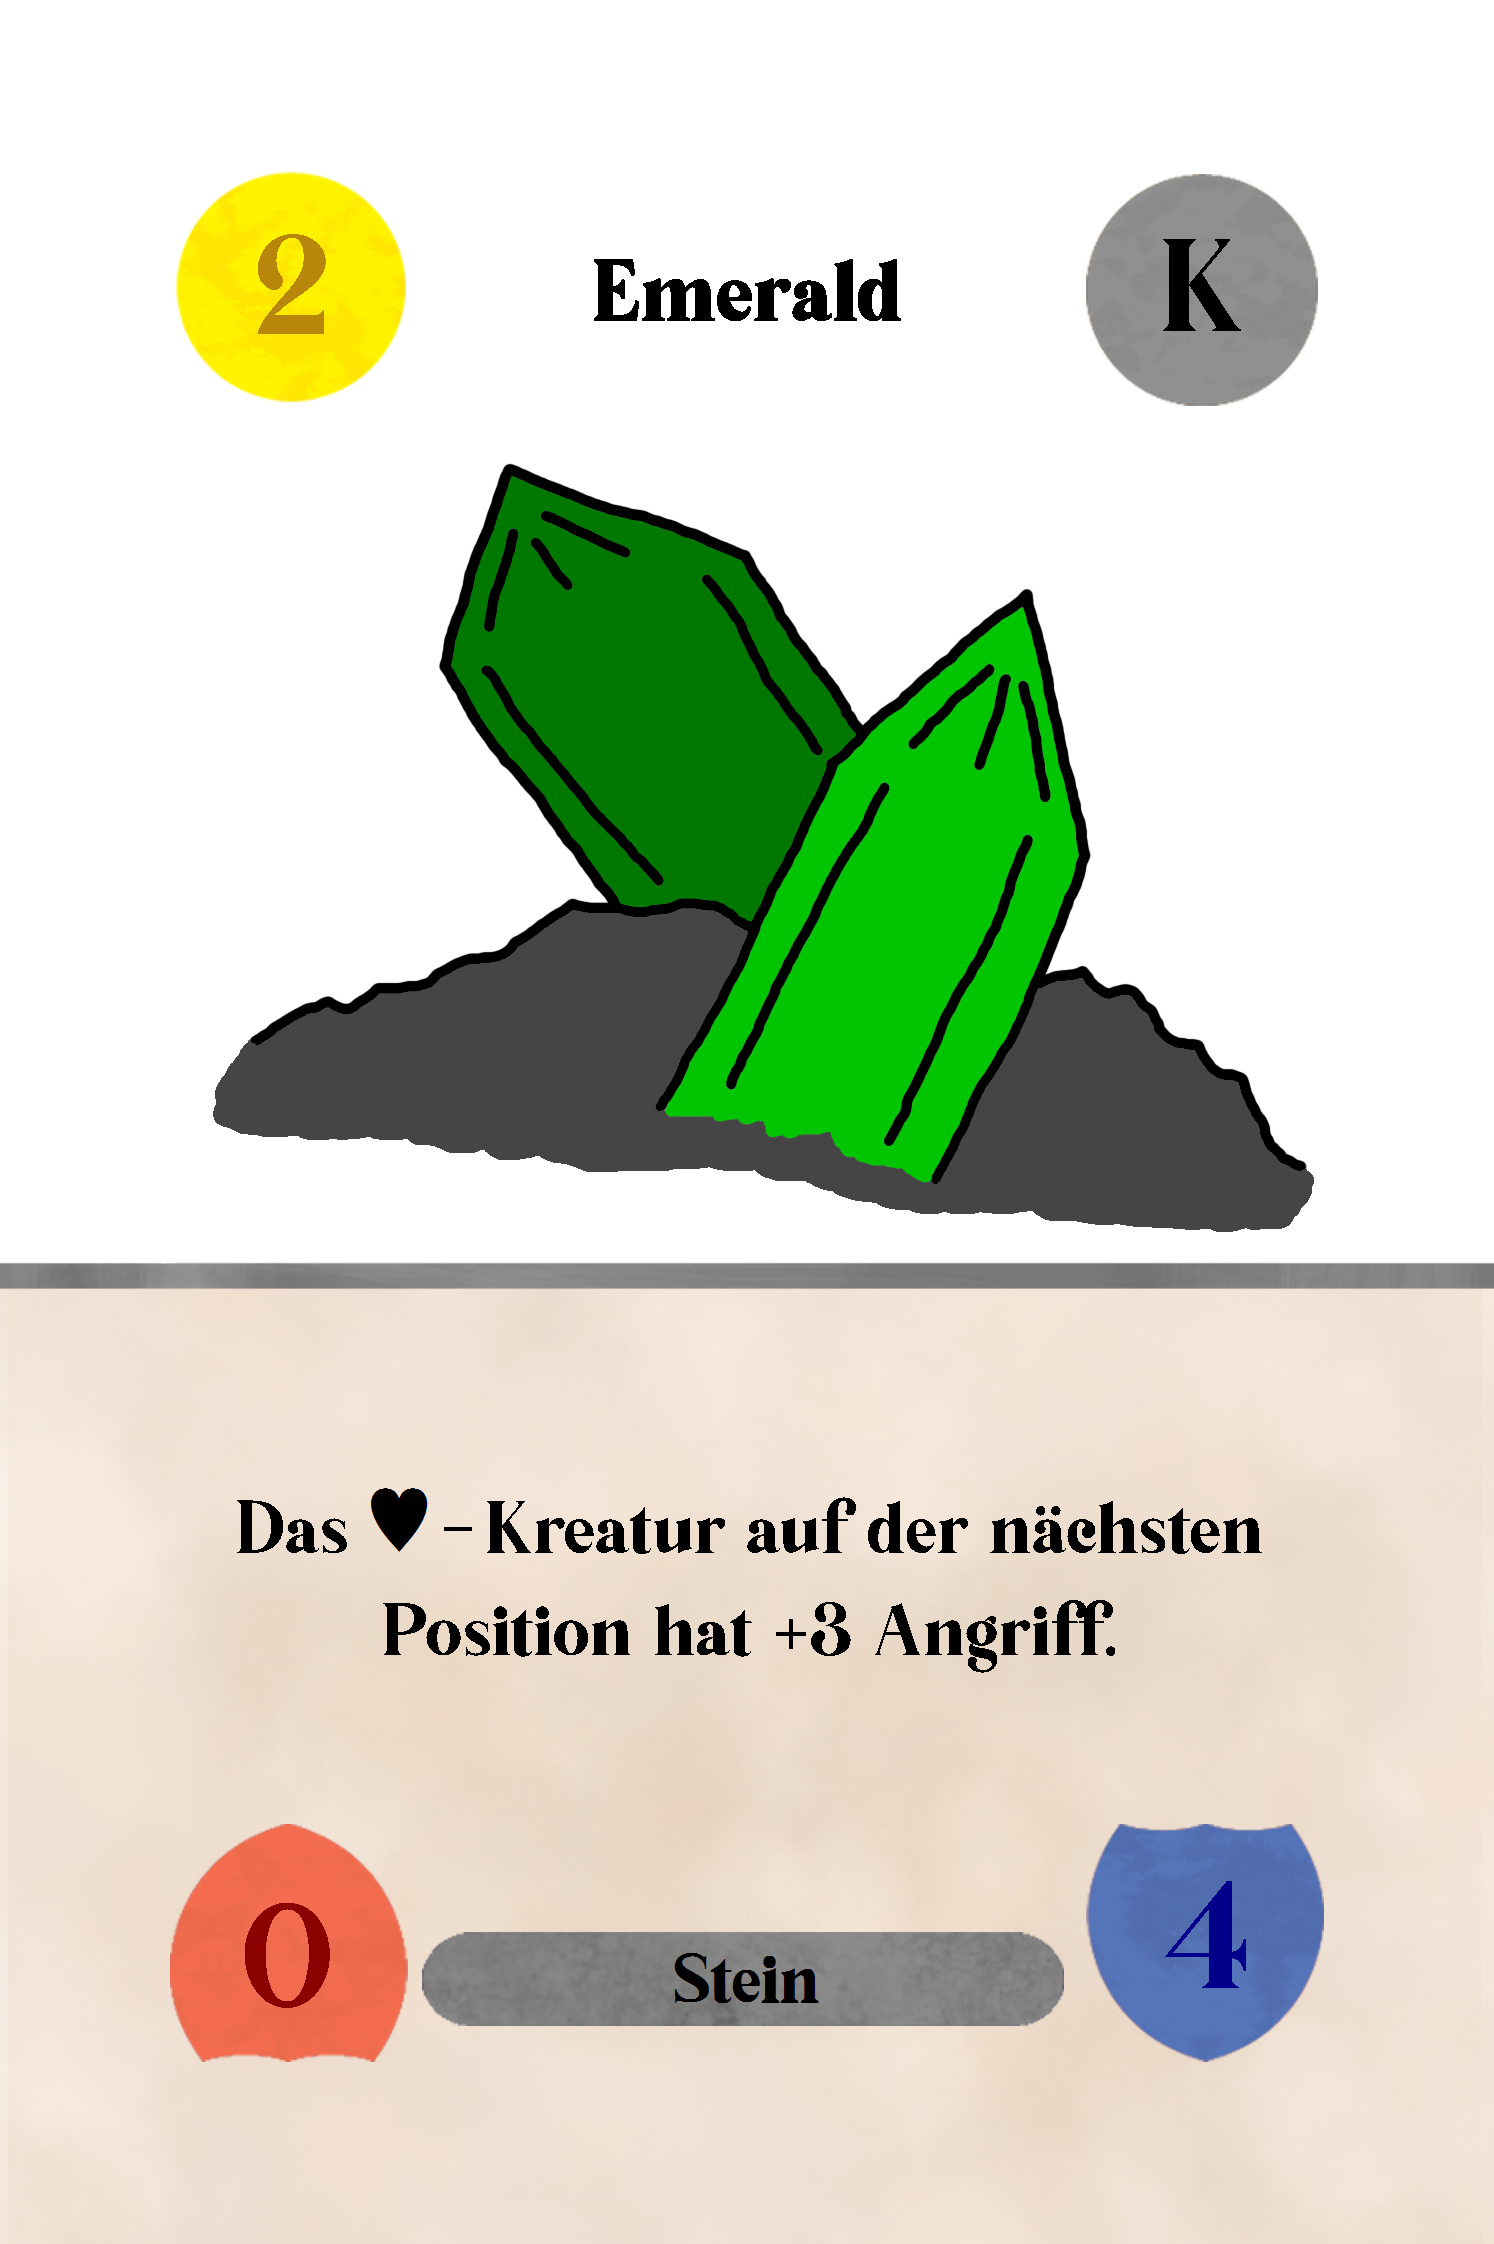 2 Emerald K
Das ♥ - Kreatur auf der nächsten
Position hat +3 Angriff.
0 Stein 4